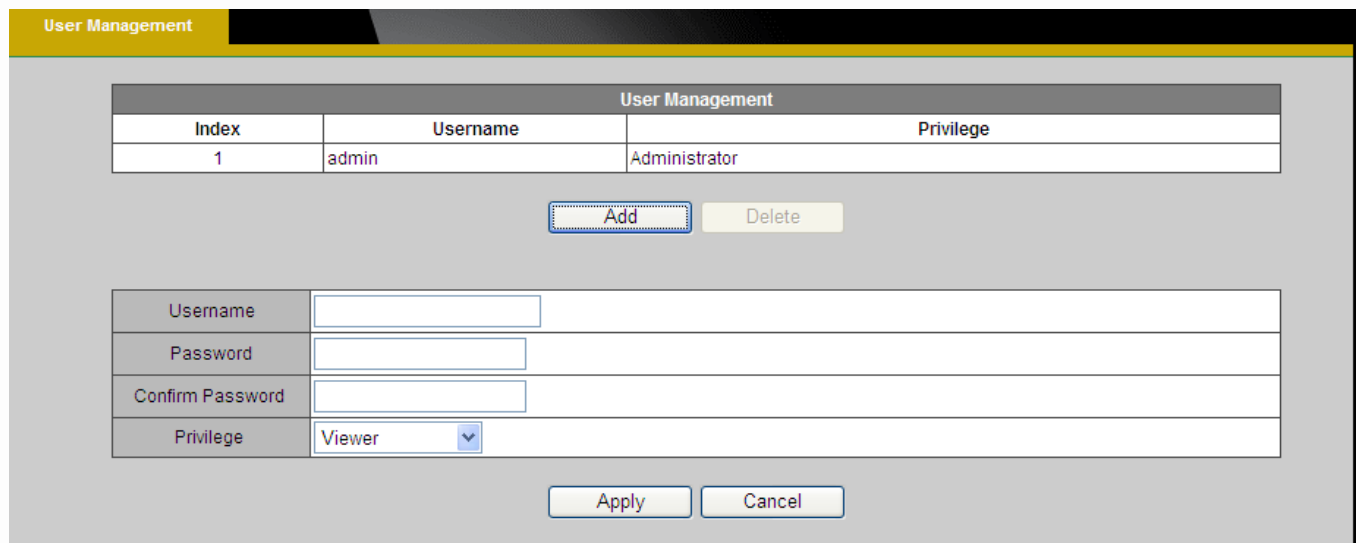 User Management
User Management
Index Username Privilege
1 admin Administrator
Add Delete
Username
Password
Confirm Password
Privilege Viewer
Apply Cancel